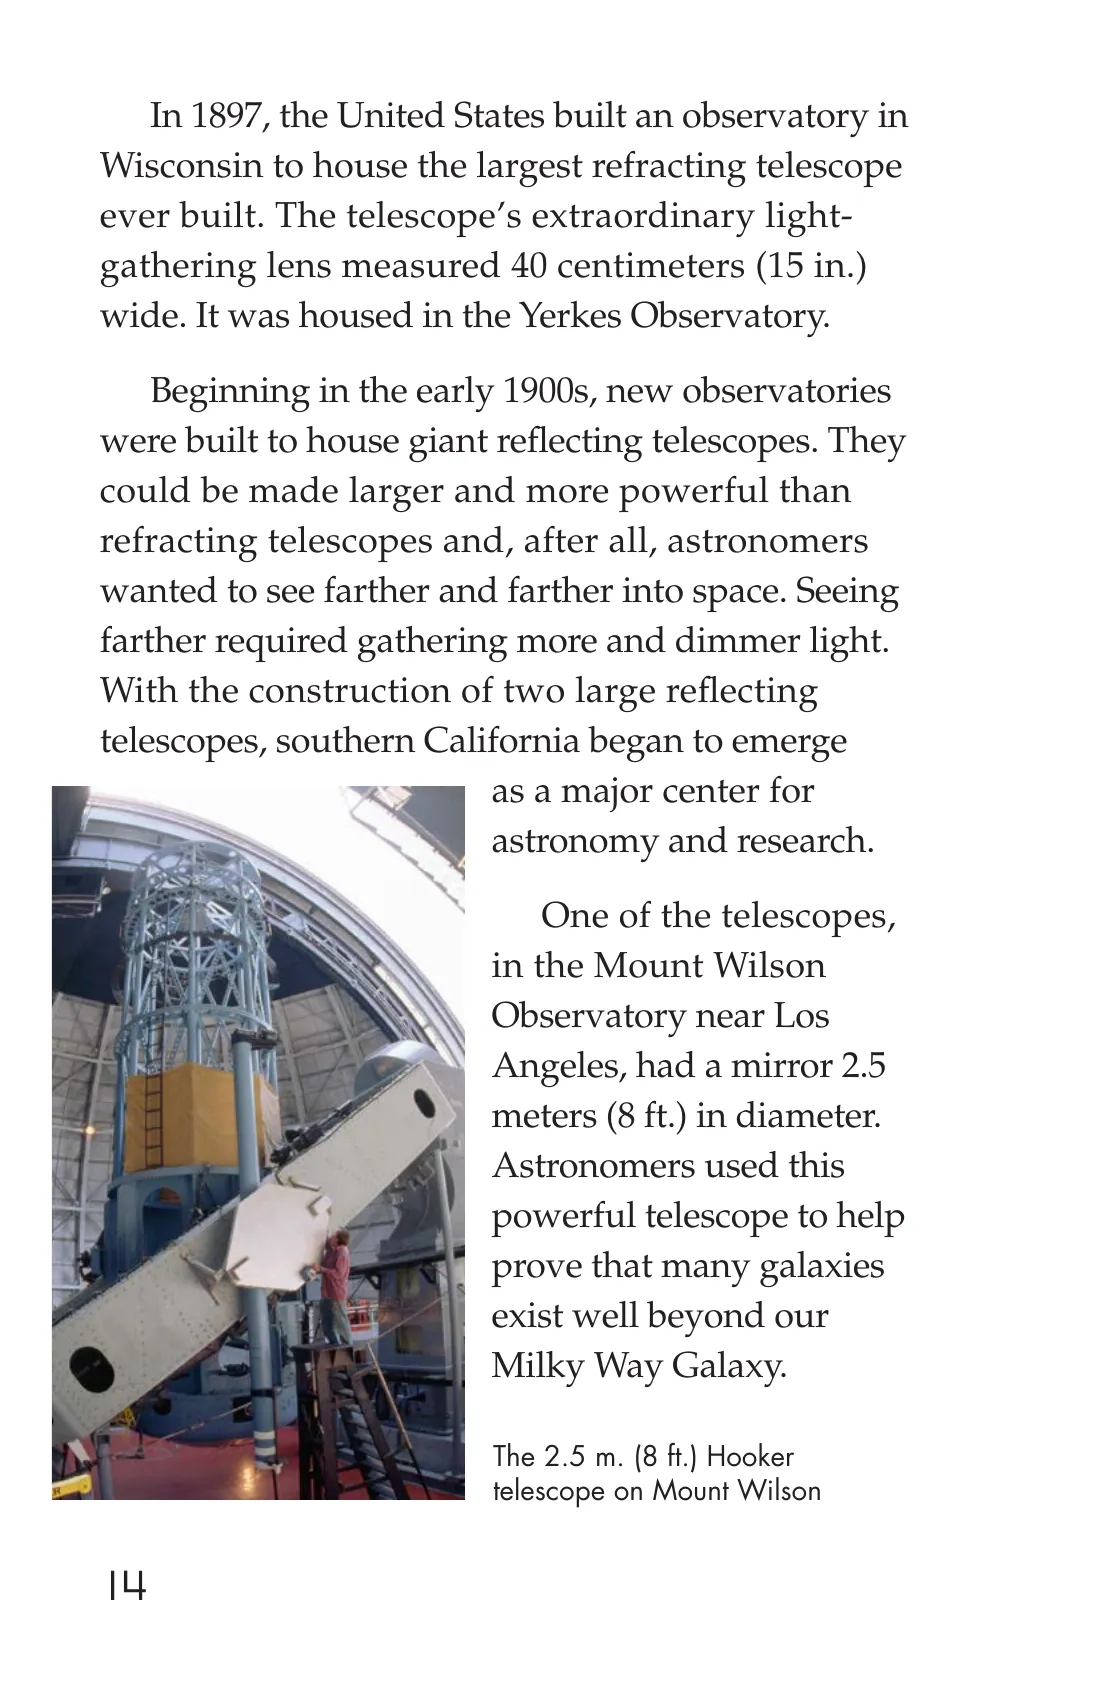 In 1897, the United States built an observatory in
Wisconsin to house the largest refracting telescope
ever built. The telescope’s extraordinary light-
gathering lens measured 40 centimeters (15 in.)
wide. It was housed in the Yerkes Observatory.
Beginning in the early 1900s, new observatories
were built to house giant reflecting telescopes. They
could be made larger and more powerful than
refracting telescopes and, after all, astronomers
wanted to see farther and farther into space. Seeing
farther required gathering more and dimmer light.
With the construction of two large reflecting
telescopes, southern California began to emerge
as a major center for
astronomy and research.
One of the telescopes,
in the Mount Wilson
Observatory near Los
Angeles, had a mirror 2.5
meters (8 ft.) in diameter.
Astronomers used this
powerful telescope to help
prove that many galaxies
exist well beyond our
Milky Way Galaxy.
The 2.5 m. (8 ft.) Hooker
telescope on Mount Wilson
14